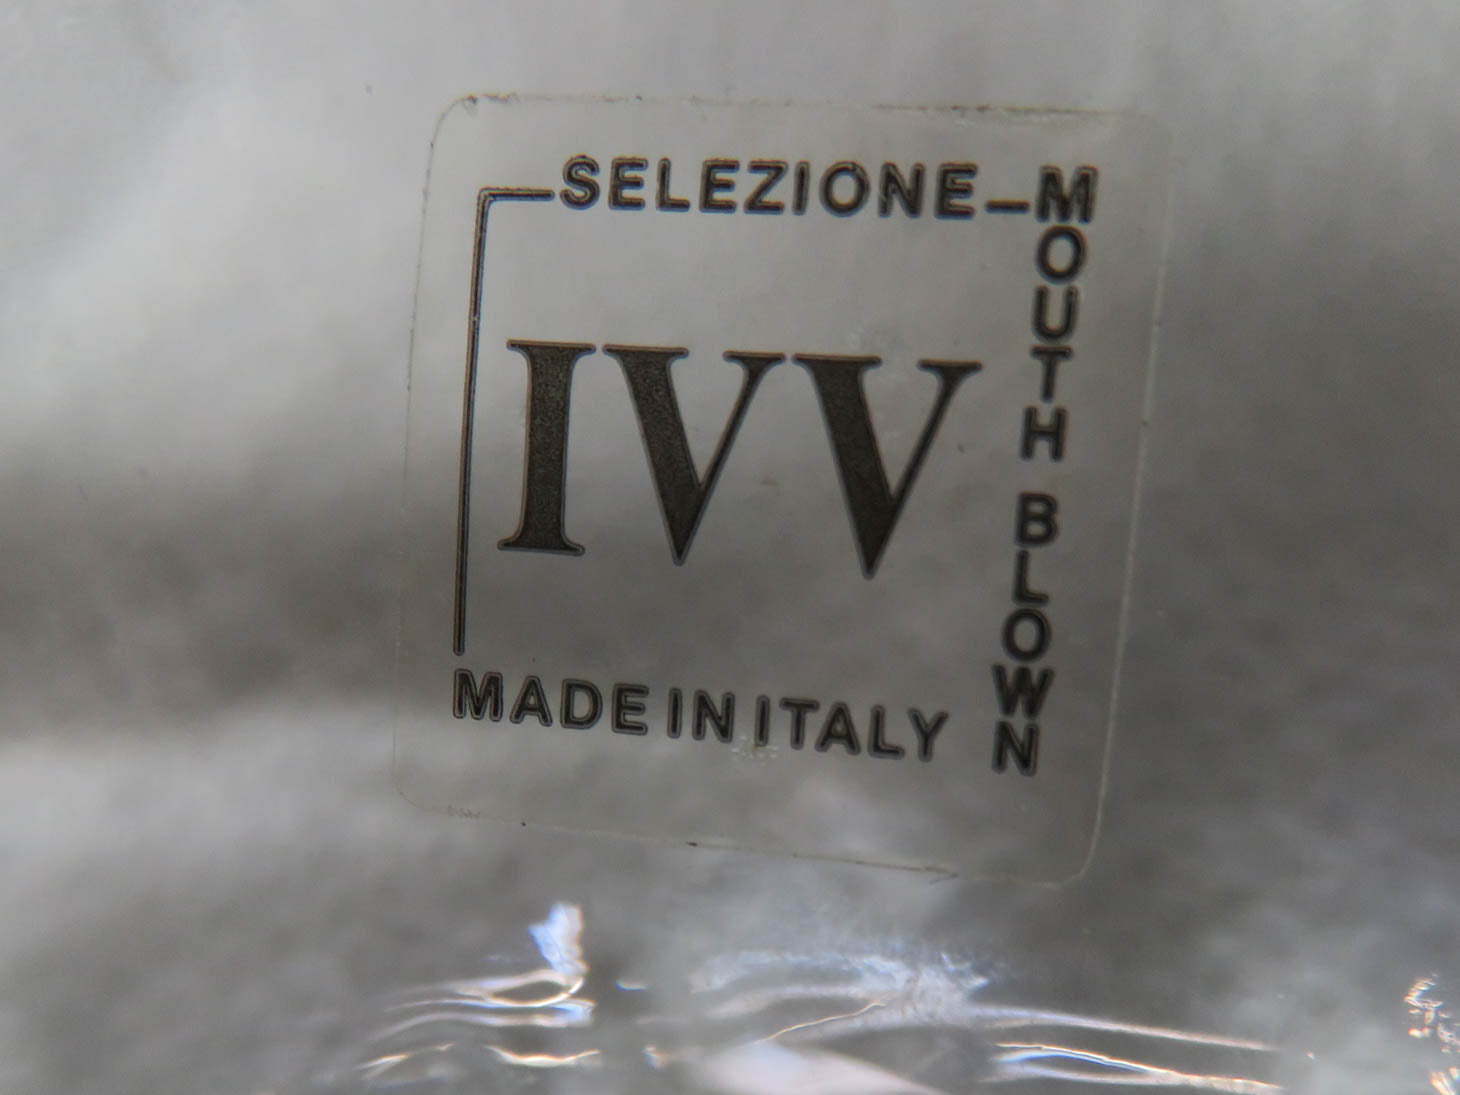 SELEZIONE
MOUTH BLOWN
IVV
MADE IN ITALY